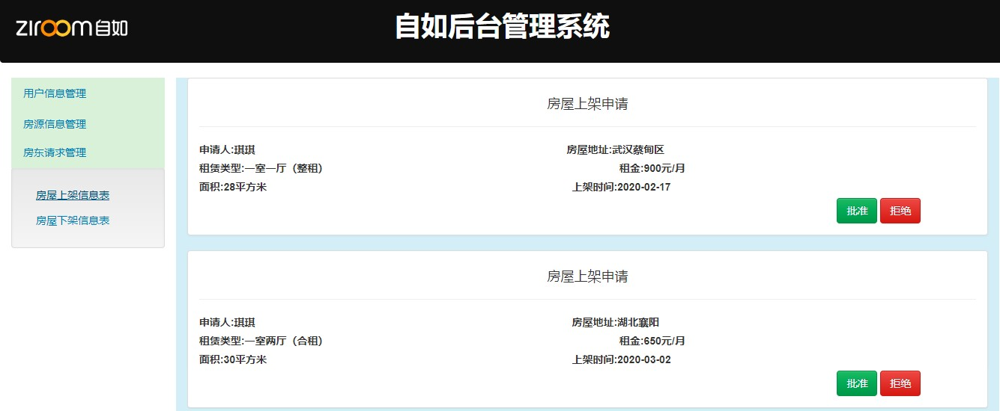 ziroom自如
自如后台管理系统
用户信息管理
房源信息管理
房东请求管理
房屋上架信息表
房屋下架信息表
房屋上架申请
申请人:琪琪 房屋地址:武汉蔡甸区
租赁类型:一室一厅（整租） 租金:900元/月
面积:28平方米 上架时间:2020-02-17
批准 拒绝
房屋上架申请
申请人:琪琪 房屋地址:湖北襄阳
租赁类型:一室两厅（合租） 租金:650元/月
面积:30平方米 上架时间:2020-03-02
批准 拒绝